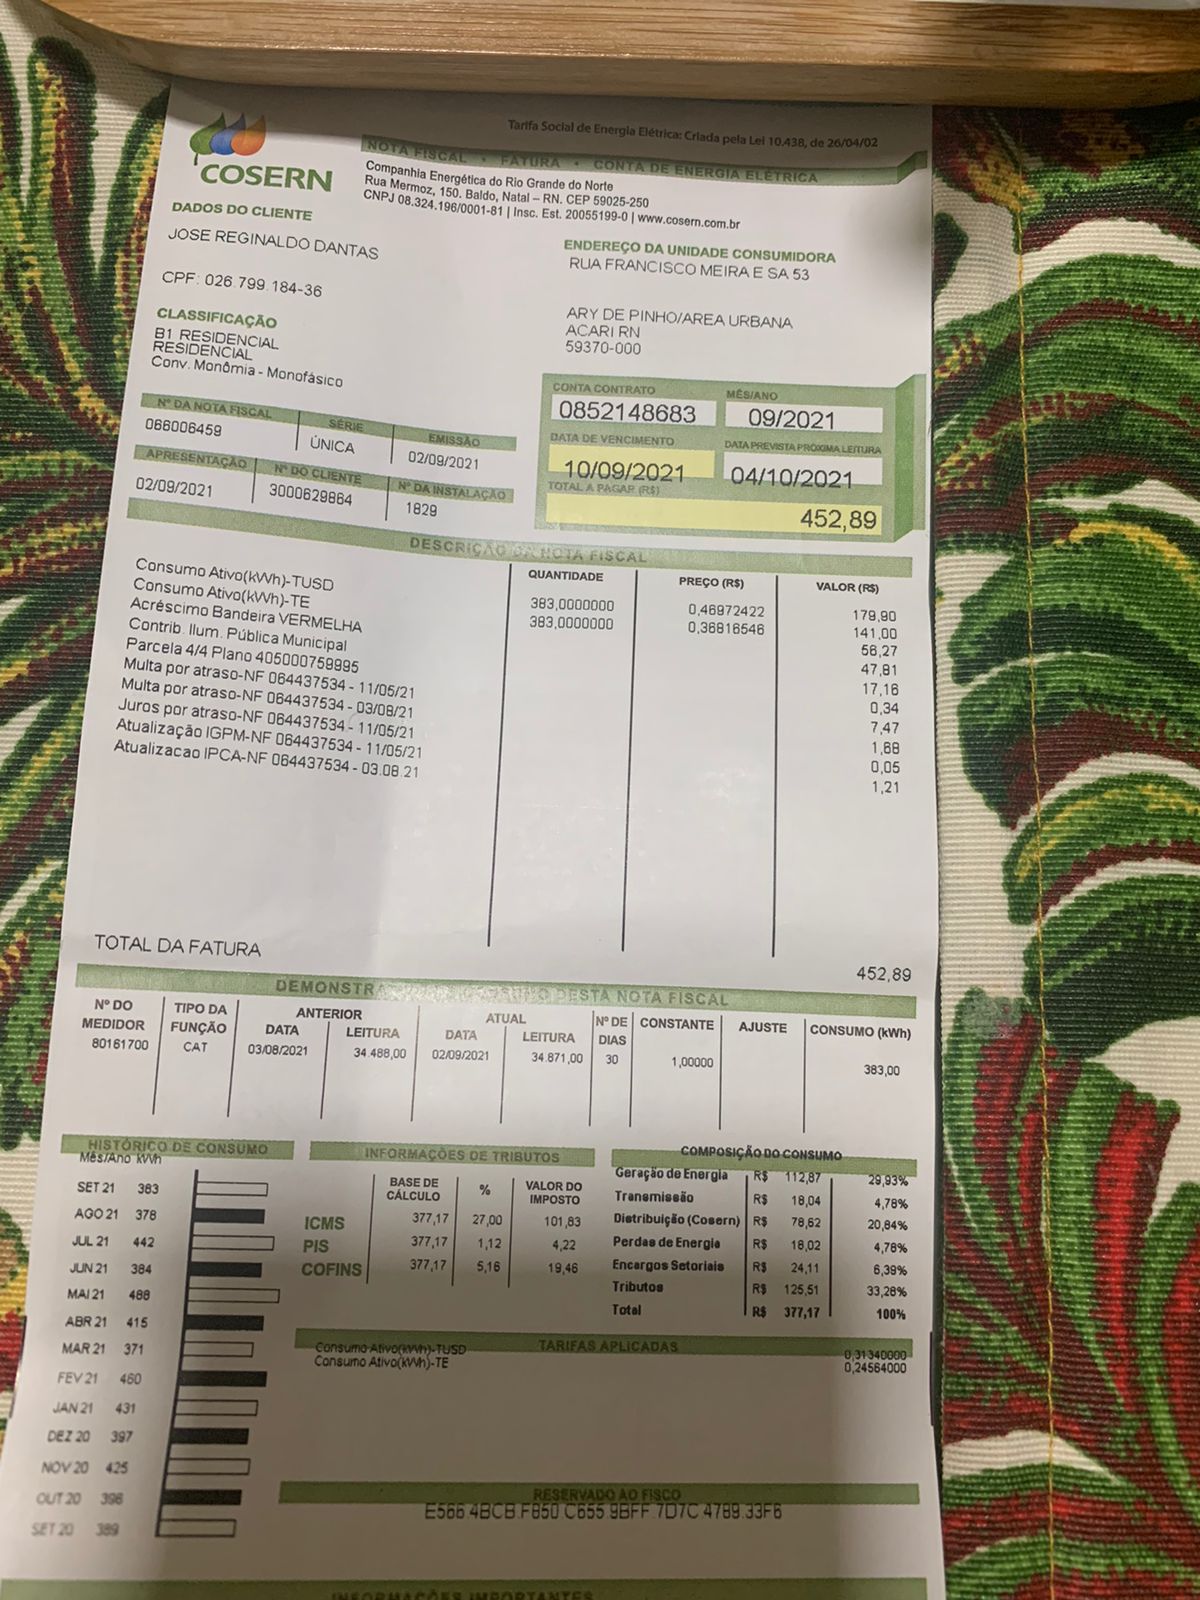 Tarifa Social de Energia Elétrica: Criada pela Lei 10.438, de 26/04/02
COSERN
NOTA FISCAL • FATURA • CONTA DE ENERGIA ELÉTRICA
Companhia Energética do Rio Grande do Norte
Rua Mermoz, 150. Baldo, Natal – RN. CEP 59025-250
CNPJ 08.324.196/0001-81 | Insc. Est. 20055199-0 | www.cosern.com.br
DADOS DO CLIENTE
JOSE REGINALDO DANTAS
CPF: 026.799.184-36
ENDEREÇO DA UNIDADE CONSUMIDORA
RUA FRANCISCO MEIRA E SA 53
ARY DE PINHO/AREA URBANA
ACARI RN
59370-000
CLASSIFICAÇÃO
B1 RESIDENCIAL
RESIDENCIAL
Conv. Monômia - Monofásico
CONTA CONTRATO MÊS/ANO
0852148683 09/2021
DATA DE VENCIMENTO DATA PREVISTA PRÓXIMA LEITURA
10/09/2021 04/10/2021
TOTAL A PAGAR (R$)
452,89
Nº DA NOTA FISCAL SÉRIE EMISSÃO
066006459 ÚNICA 02/09/2021
APRESENTAÇÃO Nº DO CLIENTE Nº DA INSTALAÇÃO
02/09/2021 3000629864 1829
DESCRIÇÃO DA NOTA FISCAL
QUANTIDADE PREÇO (R$) VALOR (R$)
Consumo Ativo(kWh)-TUSD 383,0000000 0,46972422 179,90
Consumo Ativo(kWh)-TE 383,0000000 0,36816546 141,00
Acréscimo Bandeira VERMELHA 56,27
Contrib. Ilum. Pública Municipal 47,81
Parcela 4/4 Plano 405000759995 17,16
Multa por atraso-NF 064437534 - 11/05/21 0,34
Multa por atraso-NF 064437534 - 03/08/21 7,47
Juros por atraso-NF 064437534 - 11/05/21 1,68
Atualização IGPM-NF 064437534 - 11/05/21 0,05
Atualizacao IPCA-NF 064437534 - 03.08.21 1,21
TOTAL DA FATURA 452,89
DEMONSTRA CONSUMO DESTA NOTA FISCAL
Nº DO MEDIDOR TIPO DA FUNÇÃO ANTERIOR DATA LEITURA ATUAL DATA LEITURA Nº DE DIAS CONSTANTE AJUSTE CONSUMO (kWh)
80161700 CAT 03/08/2021 34.488,00 02/09/2021 34.871,00 30 1,00000 383,00
HISTÓRICO DE CONSUMO
Mês/Ano kWh
SET 21 383
AGO 21 378
JUL 21 442
JUN 21 384
MAI 21 488
ABR 21 415
MAR 21 371
FEV 21 460
JAN 21 431
DEZ 20 397
NOV 20 425
OUT 20 396
SET 20 389
INFORMAÇÕES DE TRIBUTOS
BASE DE CÁLCULO % VALOR DO IMPOSTO
ICMS 377,17 27,00 101,83
PIS 377,17 1,12 4,22
COFINS 377,17 5,16 19,46
COMPOSIÇÃO DO CONSUMO
Geração de Energia R$ 112,87 29,93%
Transmissão R$ 18,04 4,78%
Distribuição (Cosern) R$ 78,62 20,84%
Perdas de Energia R$ 18,02 4,78%
Encargos Setoriais R$ 24,11 6,39%
Tributos R$ 125,51 33,28%
Total R$ 377,17 100%
TARIFAS APLICADAS
Consumo Ativo(kWh)-TUSD 0,31340000
Consumo Ativo(kWh)-TE 0,24564000
RESERVADO AO FISCO
E566.4BCB.F850.C655.9BFF.7D7C.4789.33F6
INFORMAÇÕES IMPORTANTES